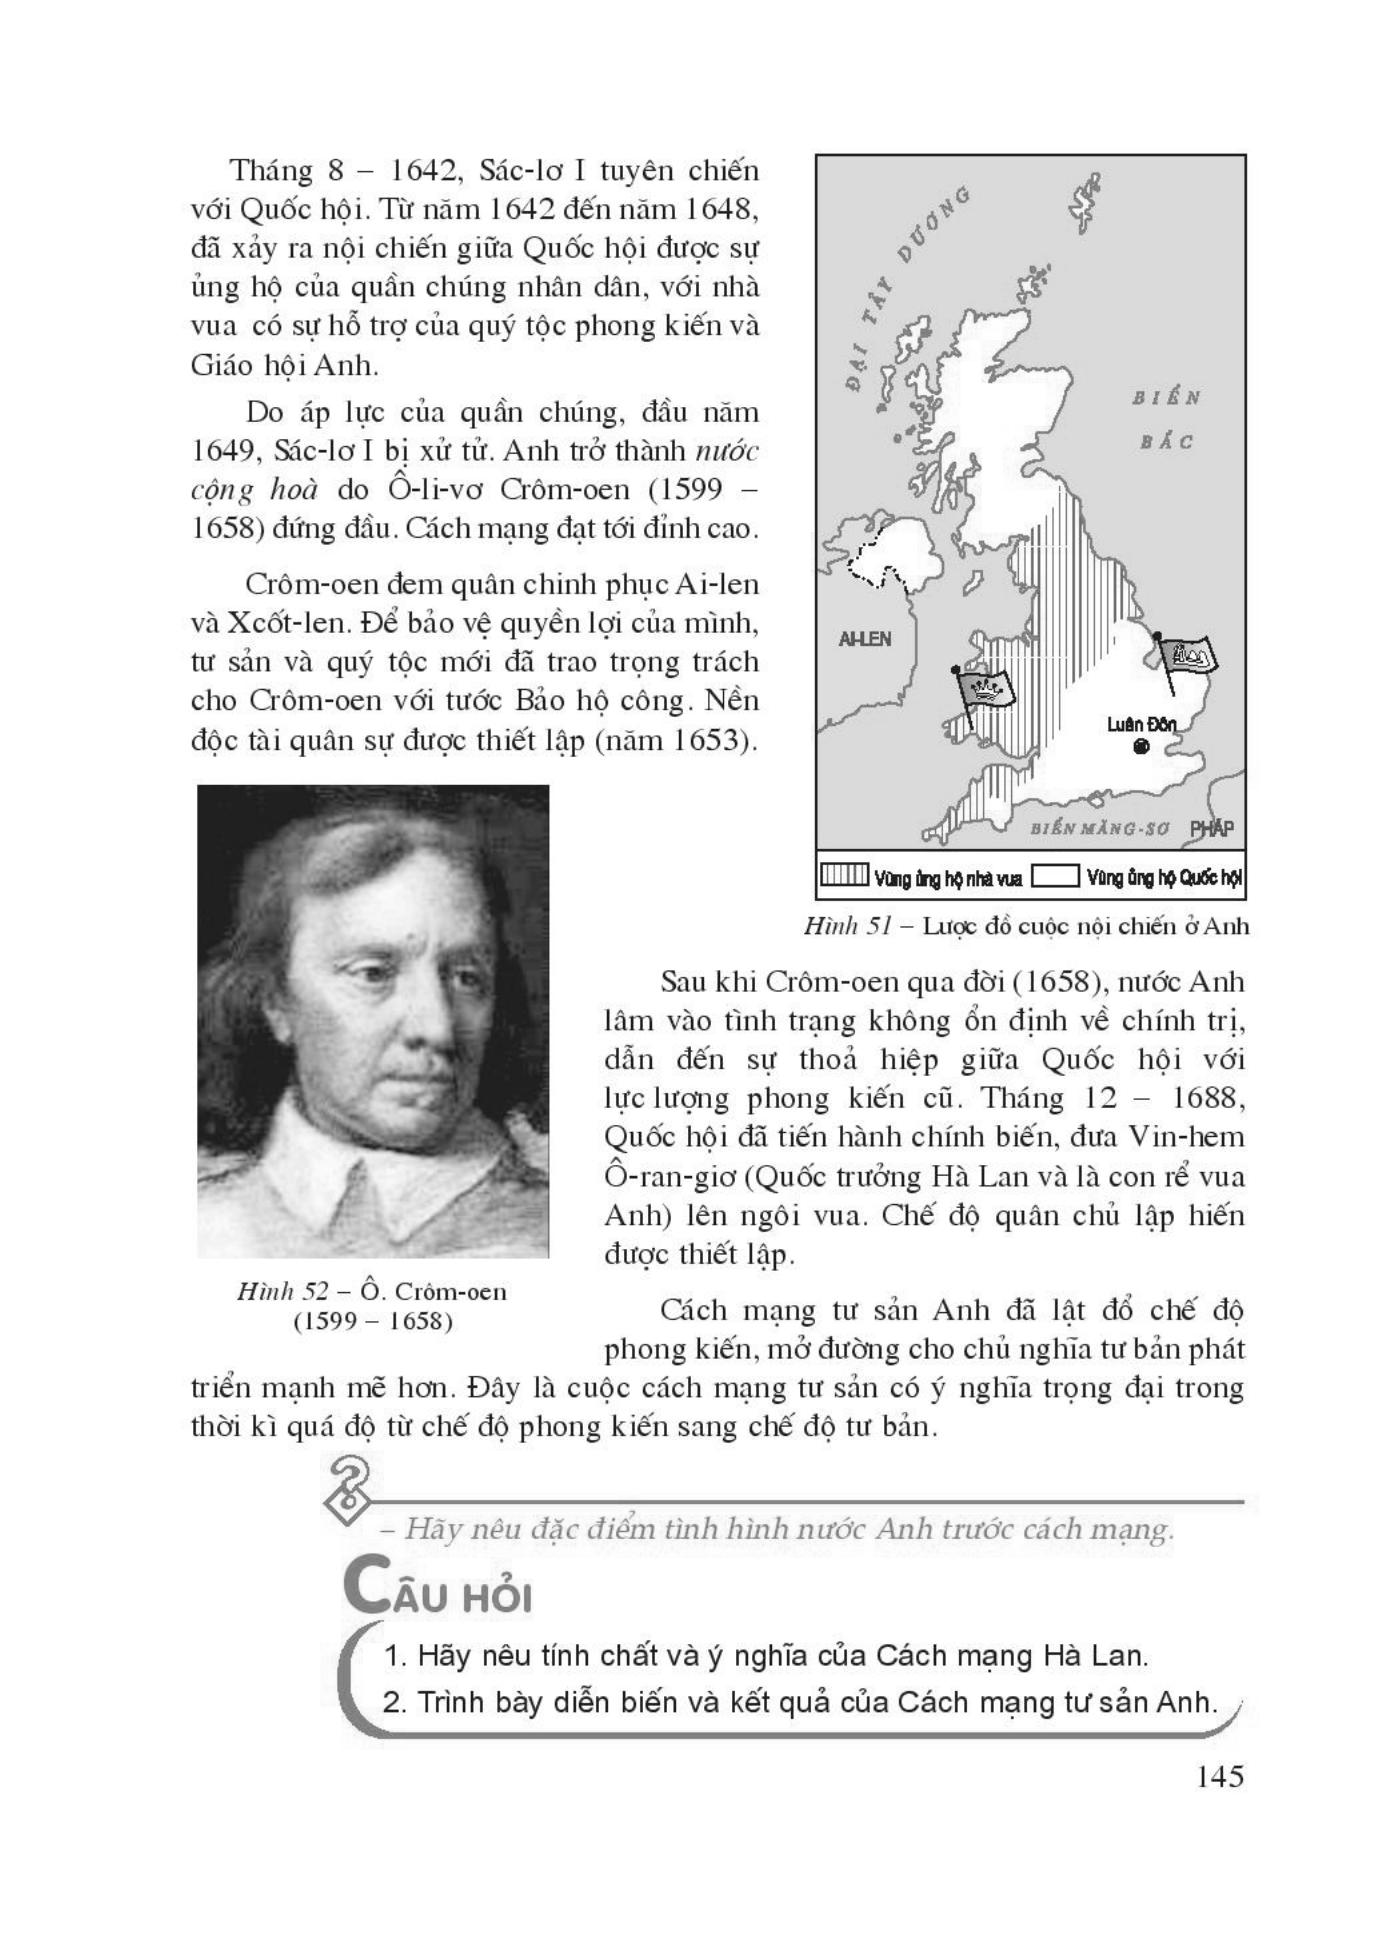 Tháng 8 – 1642, Sác-lơ I tuyên chiến
với Quốc hội. Từ năm 1642 đến năm 1648,
đã xảy ra nội chiến giữa Quốc hội được sự
ủng hộ của quần chúng nhân dân, với nhà
vua có sự hỗ trợ của quý tộc phong kiến và
Giáo hội Anh.
Do áp lực của quần chúng, đầu năm
1649, Sác-lơ I bị xử tử. Anh trở thành nước
cộng hoà do Ô-li-vơ Crôm-oen (1599 –
1658) đứng đầu. Cách mạng đạt tới đỉnh cao.
Crôm-oen đem quân chinh phục Ai-len
và Xcốt-len. Để bảo vệ quyền lợi của mình,
tư sản và quý tộc mới đã trao trọng trách
cho Crôm-oen với tước Bảo hộ công. Nền
độc tài quân sự được thiết lập (năm 1653).
ĐẠI TÂY DƯƠNG
BIỂN
BẮC
AI-LEN
Luân Đôn
BIỂN MĂNG-SƠ
PHÁP
Vùng ủng hộ nhà vua
Vùng ủng hộ Quốc hội
Hình 51 – Lược đồ cuộc nội chiến ở Anh
Hình 52 – Ô. Crôm-oen
(1599 – 1658)
Sau khi Crôm-oen qua đời (1658), nước Anh
lâm vào tình trạng không ổn định về chính trị,
dẫn đến sự thoả hiệp giữa Quốc hội với
lực lượng phong kiến cũ. Tháng 12 – 1688,
Quốc hội đã tiến hành chính biến, đưa Vin-hem
Ô-ran-giơ (Quốc trưởng Hà Lan và là con rể vua
Anh) lên ngôi vua. Chế độ quân chủ lập hiến
được thiết lập.
Cách mạng tư sản Anh đã lật đổ chế độ
phong kiến, mở đường cho chủ nghĩa tư bản phát
triển mạnh mẽ hơn. Đây là cuộc cách mạng tư sản có ý nghĩa trọng đại trong
thời kì quá độ từ chế độ phong kiến sang chế độ tư bản.
– Hãy nêu đặc điểm tình hình nước Anh trước cách mạng.
CÂU HỎI
1. Hãy nêu tính chất và ý nghĩa của Cách mạng Hà Lan.
2. Trình bày diễn biến và kết quả của Cách mạng tư sản Anh.
145